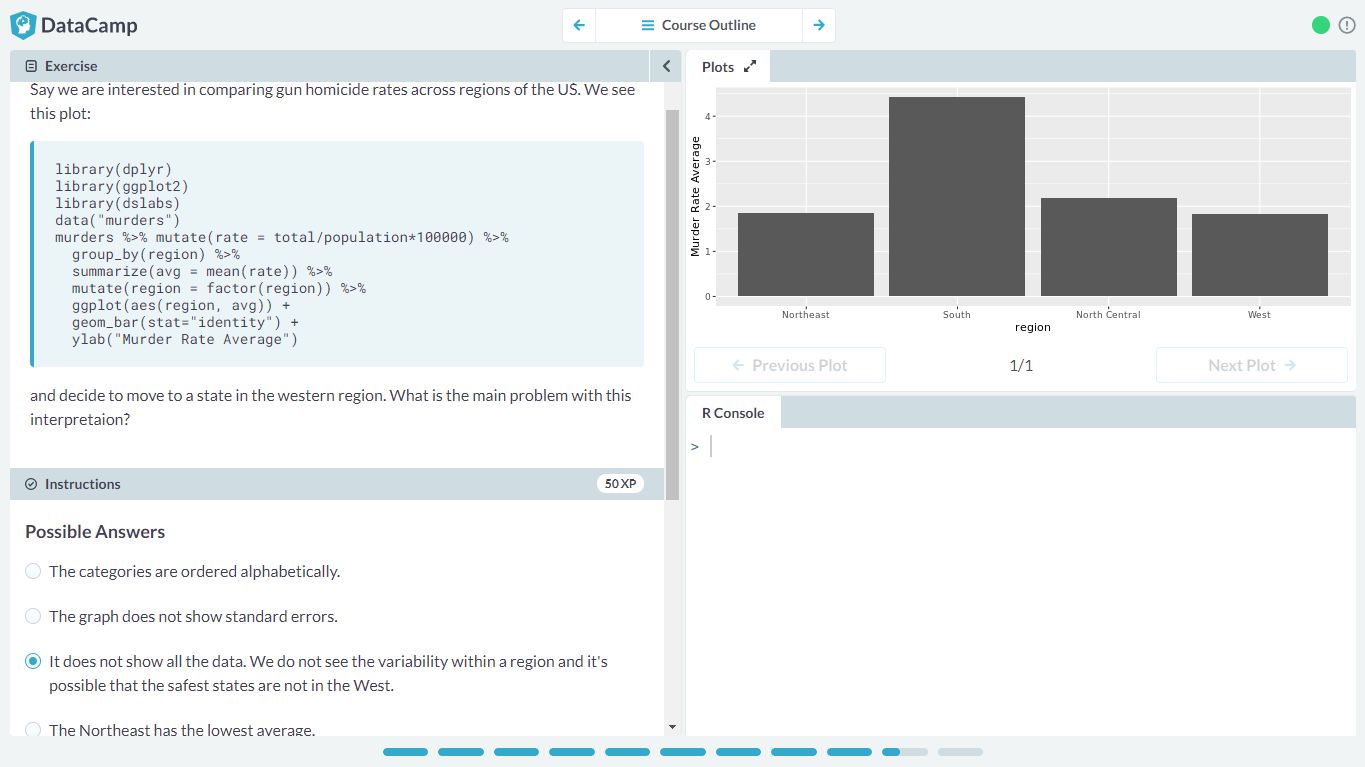 DataCamp
Course Outline
Exercise
Say we are interested in comparing gun homicide rates across regions of the US. We see
this plot:
library(dplyr)
library(ggplot2)
library(dslabs)
data("murders")
murders %>% mutate(rate = total/population*100000) %>%
  group_by(region) %>%
  summarize(avg = mean(rate)) %>%
  mutate(region = factor(region)) %>%
  ggplot(aes(region, avg)) +
  geom_bar(stat="identity") +
  ylab("Murder Rate Average")
and decide to move to a state in the western region. What is the main problem with this
interpretaion?
Instructions
50 XP
Possible Answers
The categories are ordered alphabetically.
The graph does not show standard errors.
It does not show all the data. We do not see the variability within a region and it's
possible that the safest states are not in the West.
The Northeast has the lowest average.
Plots
Murder Rate Average
4
3
2
1
0
Northeast South North Central West
region
Previous Plot 1/1 Next Plot
R Console
>